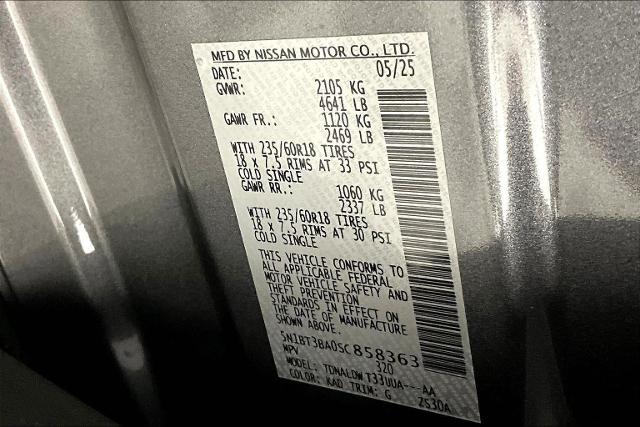 MFD BY NISSAN MOTOR CO., LTD.
DATE: 05/25
GVWR: 2105 KG
4641 LB
GAWR FR.: 1120 KG
2469 LB
WITH 235/60R18 TIRES
18 x 7.5 RIMS AT 33 PSI
COLD SINGLE
GAWR RR.: 1060 KG
2337 LB
WITH 235/60R18 TIRES
18 x 7.5 RIMS AT 30 PSI
COLD SINGLE
THIS VEHICLE CONFORMS TO
ALL APPLICABLE FEDERAL
MOTOR VEHICLE SAFETY AND
THEFT PREVENTION
STANDARDS IN EFFECT ON
THE DATE OF MANUFACTURE
SHOWN ABOVE.
5N1BT3BA0SC858363
MPV 320
MODEL: TDNALDWT33UUA---AA
COLOR: KAD TRIM: G ZS30A